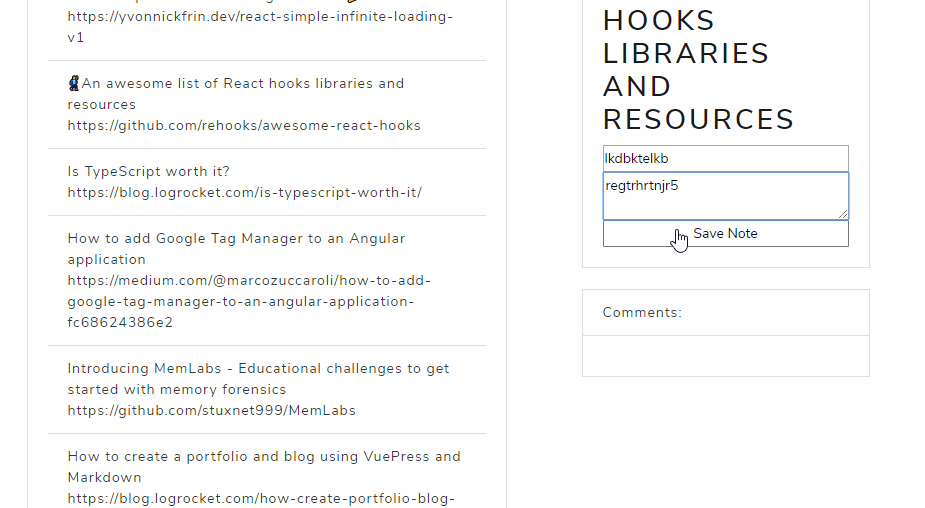 https://yvonnickfrin.dev/react-simple-infinite-loading-
v1
An awesome list of React hooks libraries and
resources
https://github.com/rehooks/awesome-react-hooks
Is TypeScript worth it?
https://blog.logrocket.com/is-typescript-worth-it/
How to add Google Tag Manager to an Angular
application
https://medium.com/@marcozuccaroli/how-to-add-
google-tag-manager-to-an-angular-application-
fc68624386e2
Introducing MemLabs - Educational challenges to get
started with memory forensics
https://github.com/stuxnet999/MemLabs
How to create a portfolio and blog using VuePress and
Markdown
https://blog.logrocket.com/how-create-portfolio-blog-
HOOKS
LIBRARIES
AND
RESOURCES
lkdbktelkb
regtrhrtnjr5
Save Note
Comments: